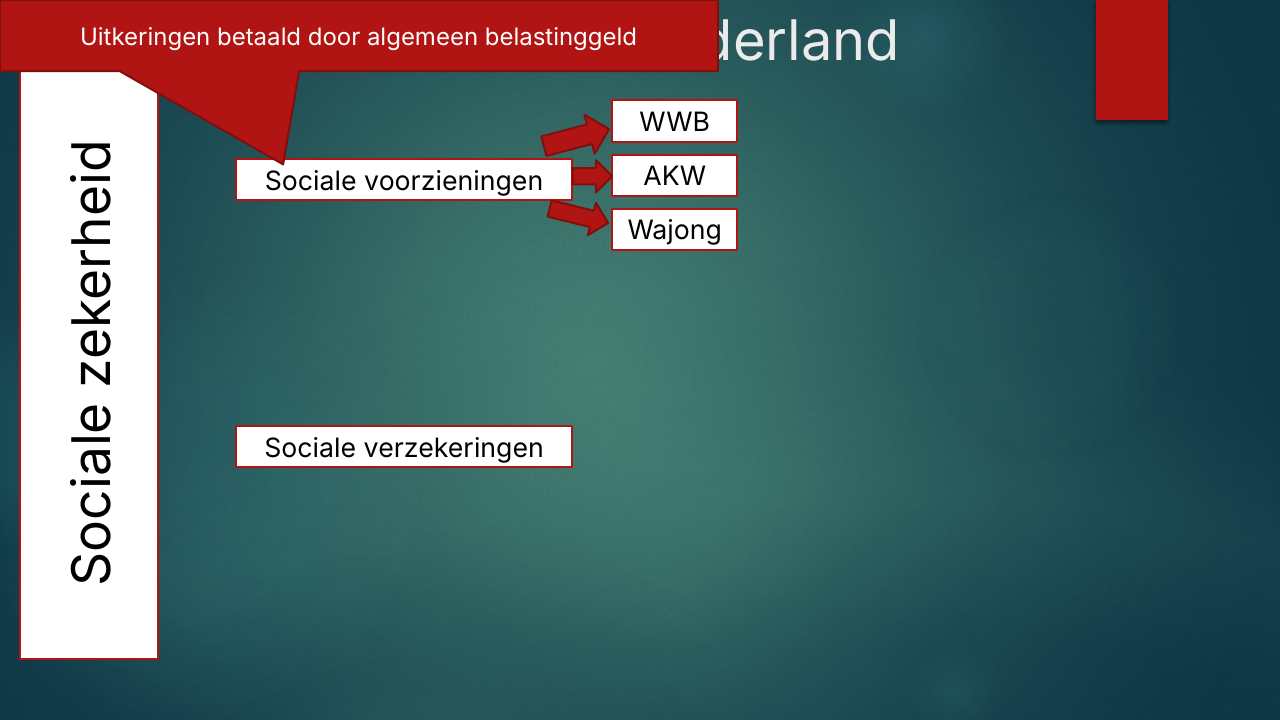 Uitkeringen betaald door algemeen belastinggeld
derland
Sociale zekerheid
Sociale voorzieningen
WWB
AKW
Wajong
Sociale verzekeringen